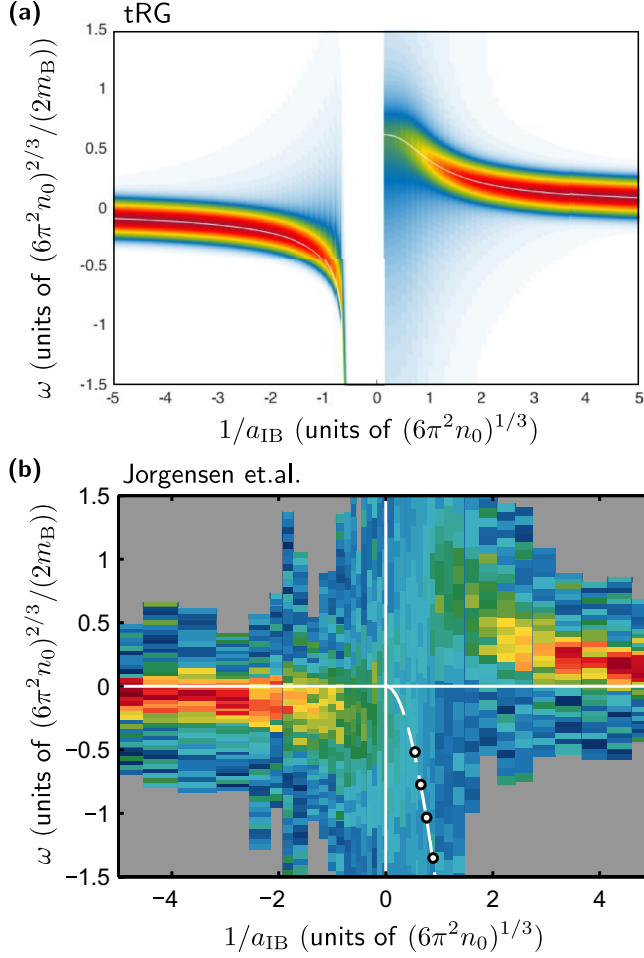 (a) tRG
1.5
1
0.5
0
-0.5
-1
-1.5
ω (units of (6π²n₀)^{2/3}/(2m_B))
-5 -4 -3 -2 -1 0 1 2 3 4 5
1/a_IB (units of (6π²n₀)^{1/3})
(b) Jorgensen et.al.
1.5
1
0.5
0
−0.5
−1
−1.5
ω (units of (6π²n₀)^{2/3}/(2m_B))
−4 −2 0 2 4
1/a_IB (units of (6π²n₀)^{1/3})